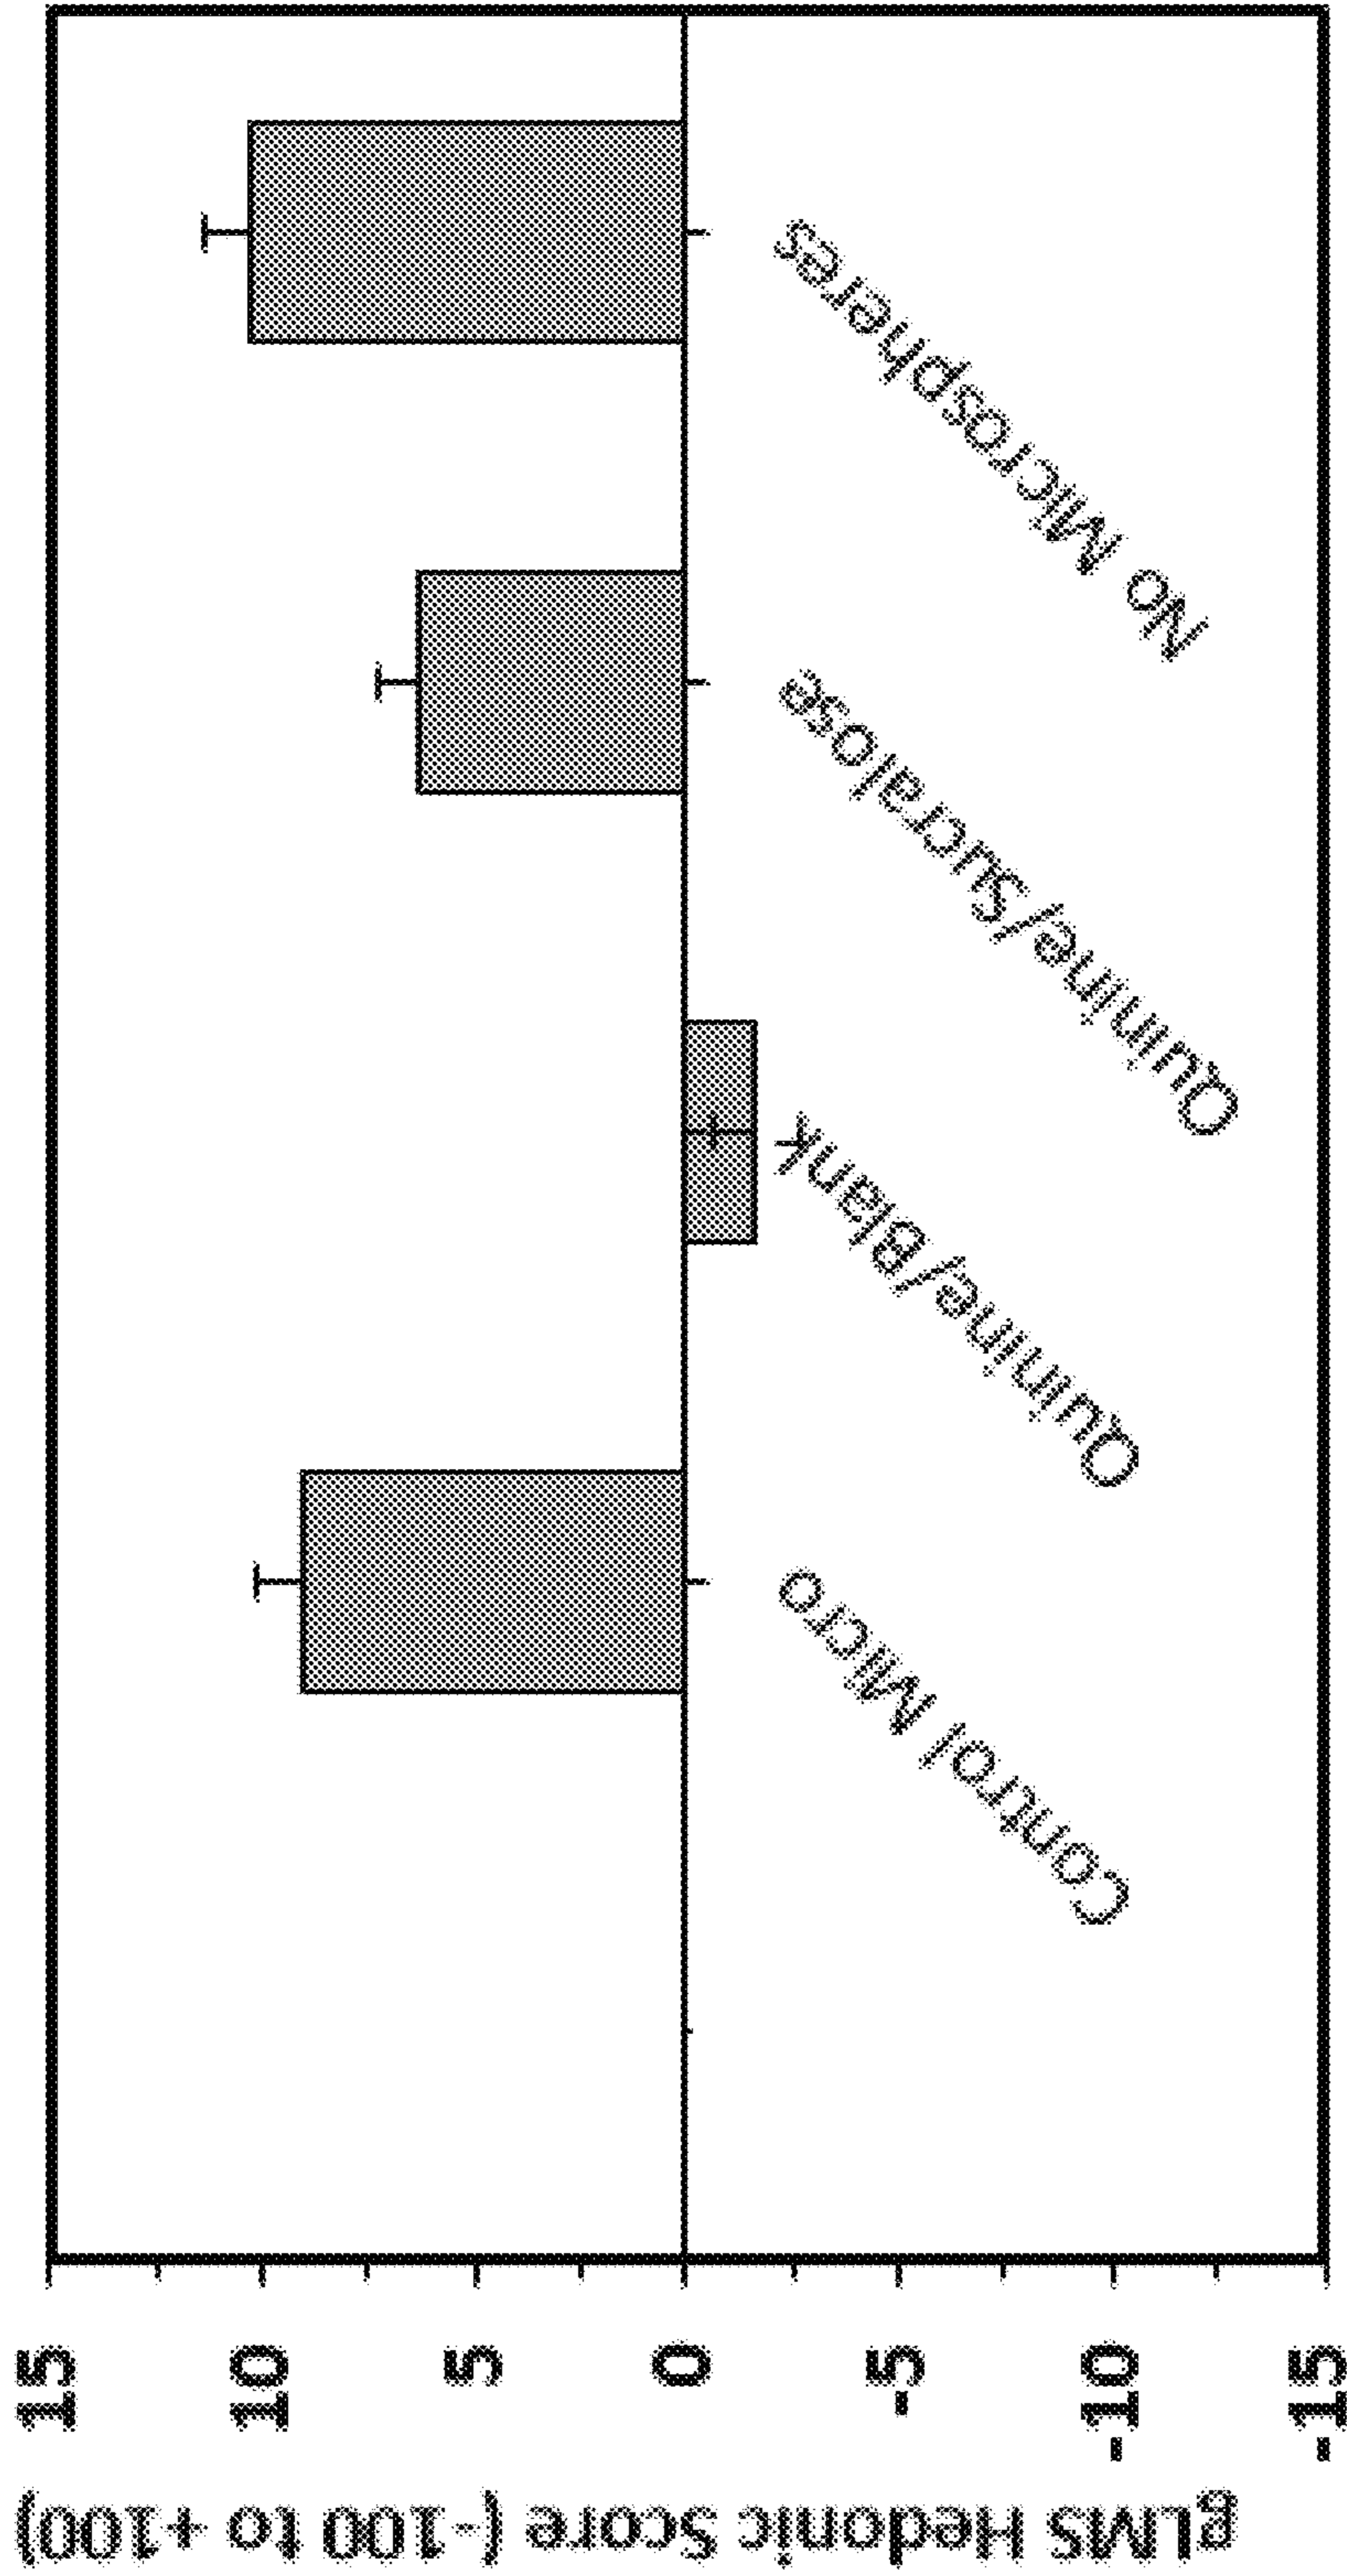 gLMS Hedonic Score (-100 to +100)
15
10
5
0
-5
-10
-15
Control Micro
Quinine/Blank
Quinine/Sucralose
No Microspheres